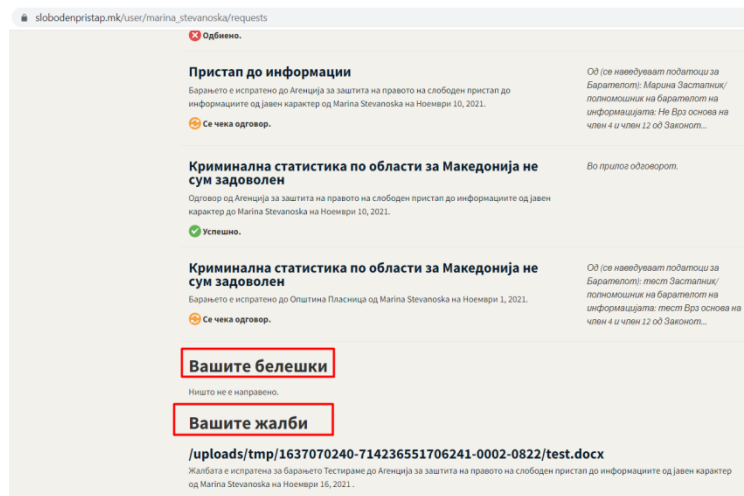 slobodenpristap.mk/user/marina_stevanoska/requests
Одбиено.
Пристап до информации
Барањето е испратено до Агенција за заштита на правото на слободен пристап до
информациите од јавен карактер од Marina Stevanoska на Ноември 10, 2021.
Се чека одговор.
Од (се наведуваат податоци за
Барателот): Марина Застапник/
полномошник на барателот на
информацијата: Не Врз основа на
член 4 и член 12 од Законот...
Криминална статистика по области за Македонија не
сум задоволен
Одговор од Агенција за заштита на правото на слободен пристап до информациите од јавен
карактер до Marina Stevanoska на Ноември 10, 2021.
Успешно.
Во прилог одговорот.
Криминална статистика по области за Македонија не
сум задоволен
Барањето е испратено до Општина Пласница од Marina Stevanoska на Ноември 1, 2021.
Се чека одговор.
Од (се наведуваат податоци за
Барателот): тест Застапник/
полномошник на барателот на
информацијата: тест Врз основа на
член 4 и член 12 од Законот...
Вашите белешки
Ништо не е направено.
Вашите жалби
/uploads/tmp/1637070240-714236551706241-0002-0822/test.docx
Жалбата е испратена за барањето Тестираме до Агенција за заштита на правото на слободен пристап до информациите од јавен карактер
од Marina Stevanoska на Ноември 16, 2021 .